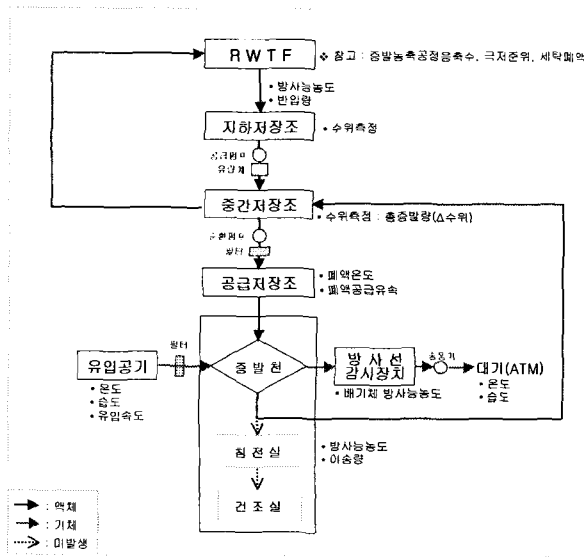 RWTF
❖ 참고 : 증발농축공정응축수, 극저준위, 세탁폐액
• 방사능농도
• 반입량
지하저장조
• 수위측정
공급펌프
유량계
중간저장조
• 수위측정 : 총증발량(Δ수위)
순환펌프
필터
공급저장조
• 폐액온도
• 폐액공급유속
유입공기
필터
증발천
방사선
감시장치
송풍기
대기(ATM)
• 온도
• 습도
• 유입속도
• 배기체 방사능농도
• 온도
• 습도
침전실
• 방사능농도
• 이송량
건조실
: 액체
: 기체
: 미발생